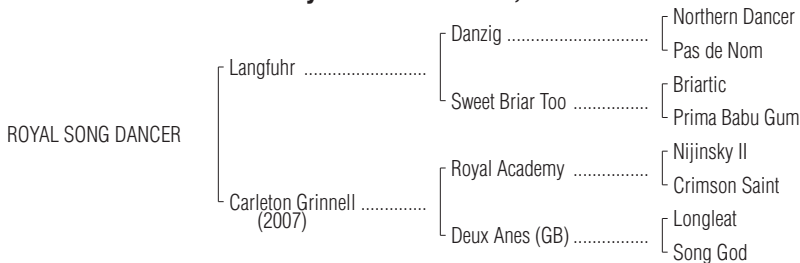 Northern Dancer
Danzig ..............................
Pas de Nom
Langfuhr ..........................
Briartic
Sweet Briar Too ................
Prima Babu Gum
ROYAL SONG DANCER
Nijinsky II
Royal Academy ................
Crimson Saint
Carleton Grinnell ..............
(2007)
Longleat
Deux Anes (GB) ................
Song God